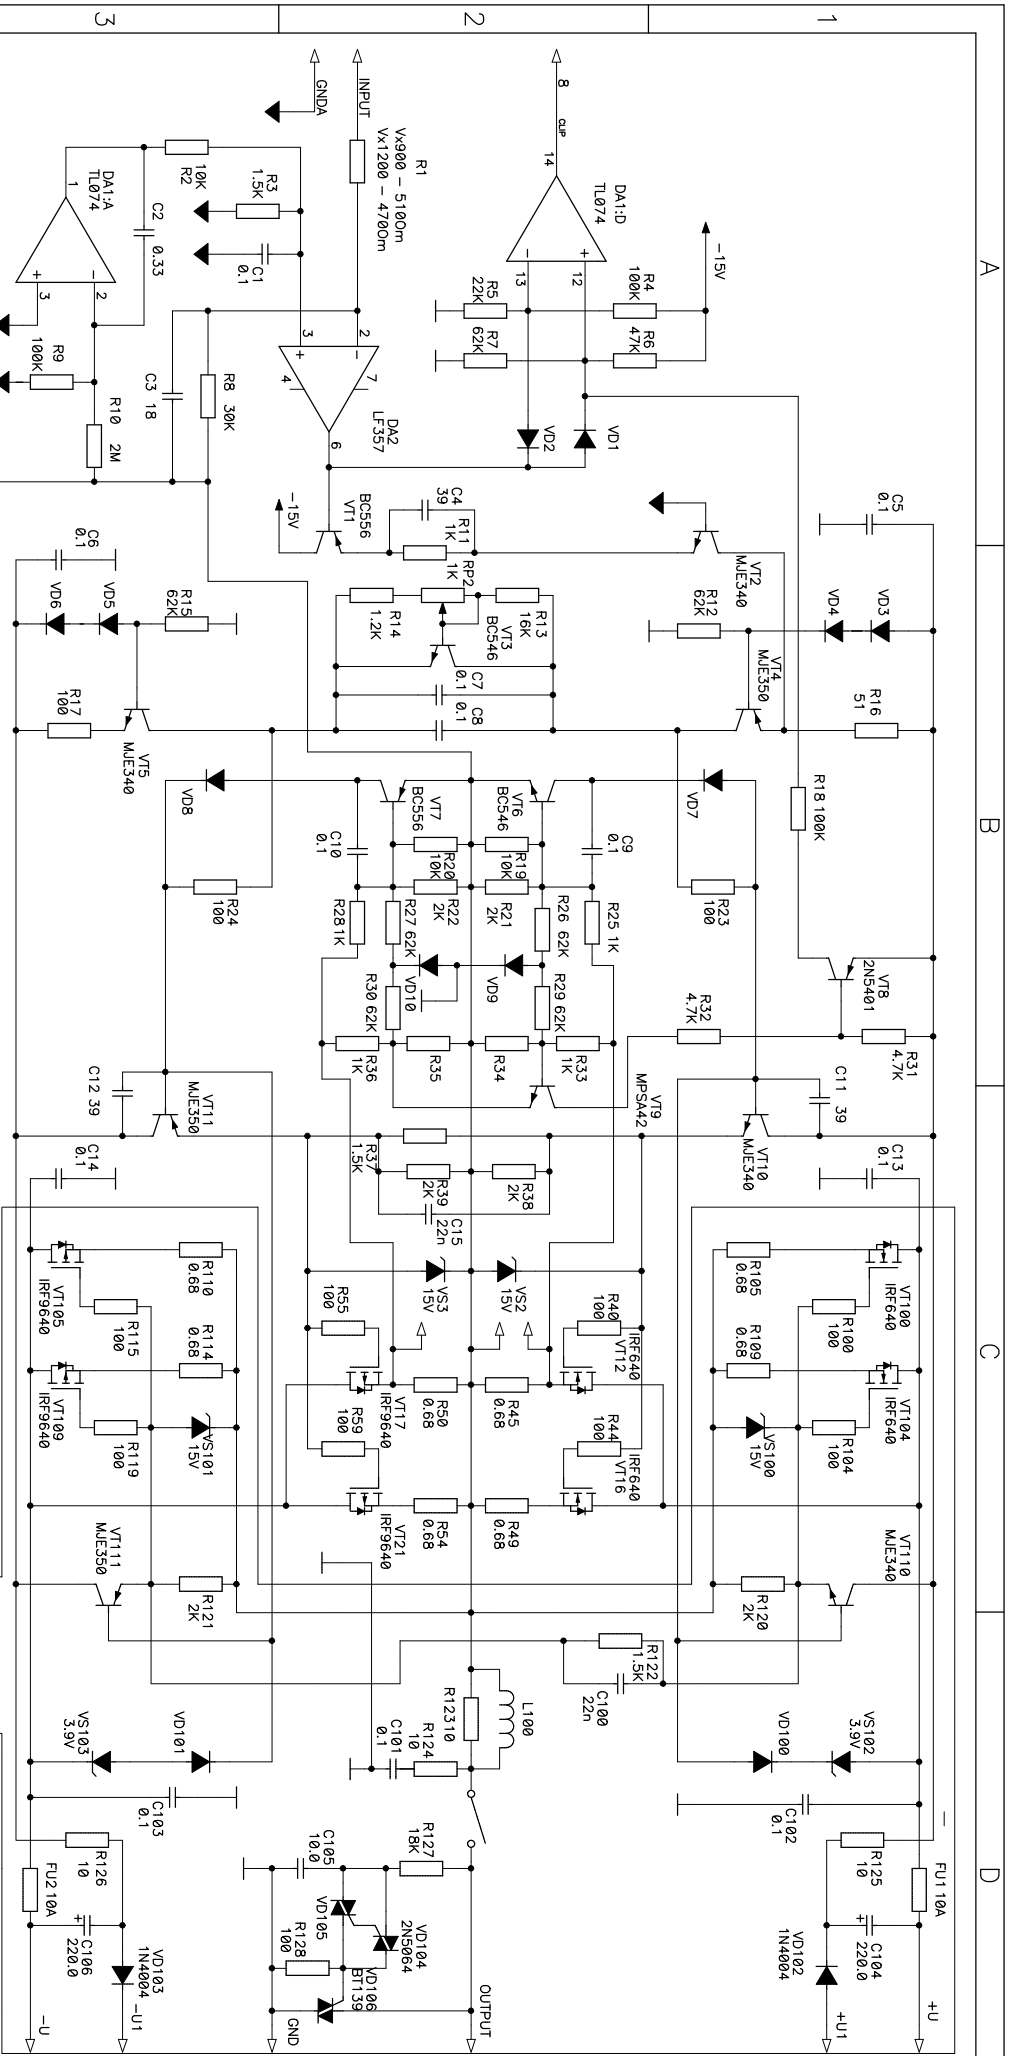 3
2
1
A
B
C
D
INPUT
GNDA
R1
Vx900 - 510Om
Vx1200 - 470Om
8
CLIP
14
DA1:D
TL074
-
+
13
12
-15V
R4
100K
R5
22K
R6
47K
R7
62K
VD1
VD2
DA1:A
TL074
1
+
-
3
2
10K
R2
R3
1.5K
C1
0.1
C2
0.33
R9
100K
R10 2M
C3 18
R8 30K
2
3
-
+
4
7
6
DA2
LF357
BC556
VT1
-15V
C4
39
R11
1K
VT2
MJE340
C5
0.1
C6
0.1
VD6
VD5
R15
62K
R17
100
VT5
MJE340
R14
1.2K
RP2
1K
R13
16K
VT3
BC546
C7
0.1
C8
0.1
R12
62K
VD4
VD3
VT4
MJE350
R16
51
R18 100K
VD8
VD7
VT7
BC556
VT6
BC546
C10
0.1
C9
0.1
R20
10K
R19
10K
R22
2K
R21
2K
R24
100
R23
100
R28 1K
R27 62K
R26 62K
R25 1K
VD10
VD9
R30 62K
R29 62K
R36
1K
R35
R34
R33
1K
R32
4.7K
VT8
2N5401
R31
4.7K
VT9
MPSA42
C12 39
VT11
MJE350
C11 39
VT10
MJE340
C14
0.1
C13
0.1
R37
1.5K
R39
2K
R38
2K
C15
22n
VS3
15V
VS2
15V
VT105
IRF9640
R110
0.68
R115
100
R114
0.68
VT109
IRF9640
R119
100
VS101
15V
R55
100
VT17
IRF9640
R50
0.68
R59
100
VT21
IRF9640
R54
0.68
R40
100
IRF640
VT12
R45
0.68
R44
100
IRF640
VT16
R49
0.68
R105
0.68
VT100
IRF640
R100
100
R109
0.68
VT104
IRF640
R104
100
VS100
15V
VT111
MJE350
R121
2K
VT110
MJE340
R120
2K
R122
1.5K
C100
22n
L100
R123 10
R124
10
C101
0.1
VS103
3.9V
VD101
VS102
3.9V
VD100
C103
0.1
C102
0.1
R127
18K
C105
10.0
VD105
VD104
2N5064
R128
100
VD106
BT139
R126
10
R125
10
FU2 10A
FU1 10A
C106
220.0
+
C104
220.0
+
VD103
1N4004
VD102
1N4004
-
-U
-U1
GND
OUTPUT
+U1
+U